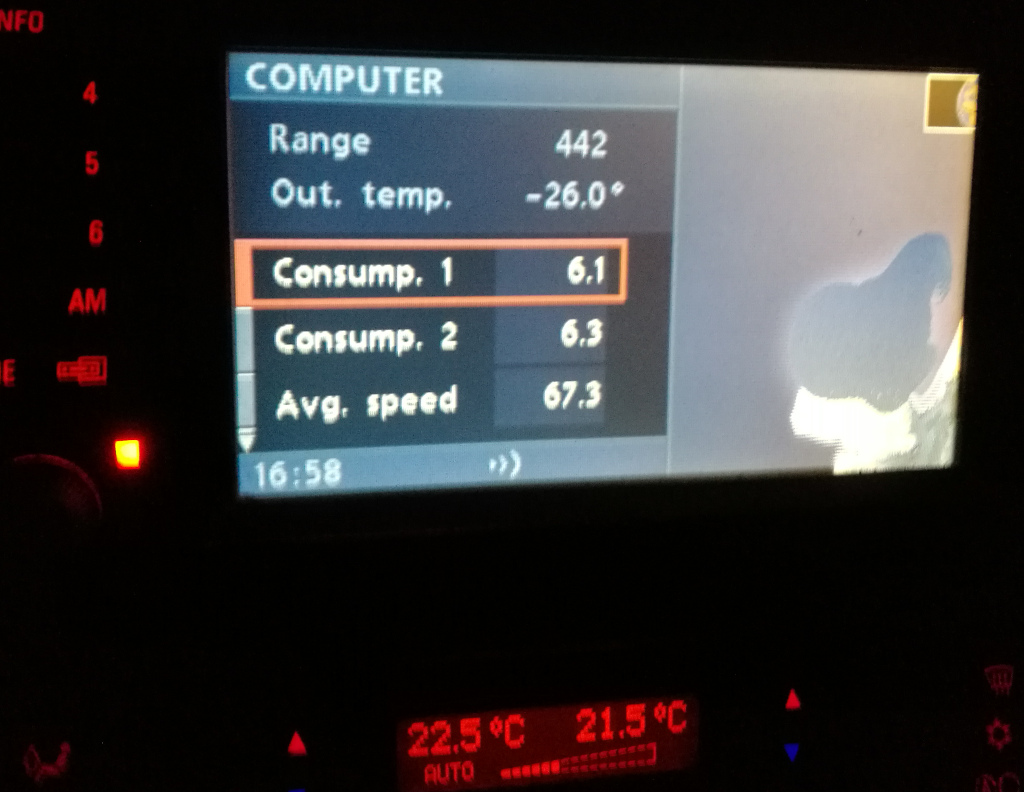 NFO
4
5
6
AM
E
COMPUTER
Range 442
Out. temp. -26.0°
Consump. 1 6.1
Consump. 2 6.3
Avg. speed 67.3
16:58
22.5°C 21.5°C
AUTO